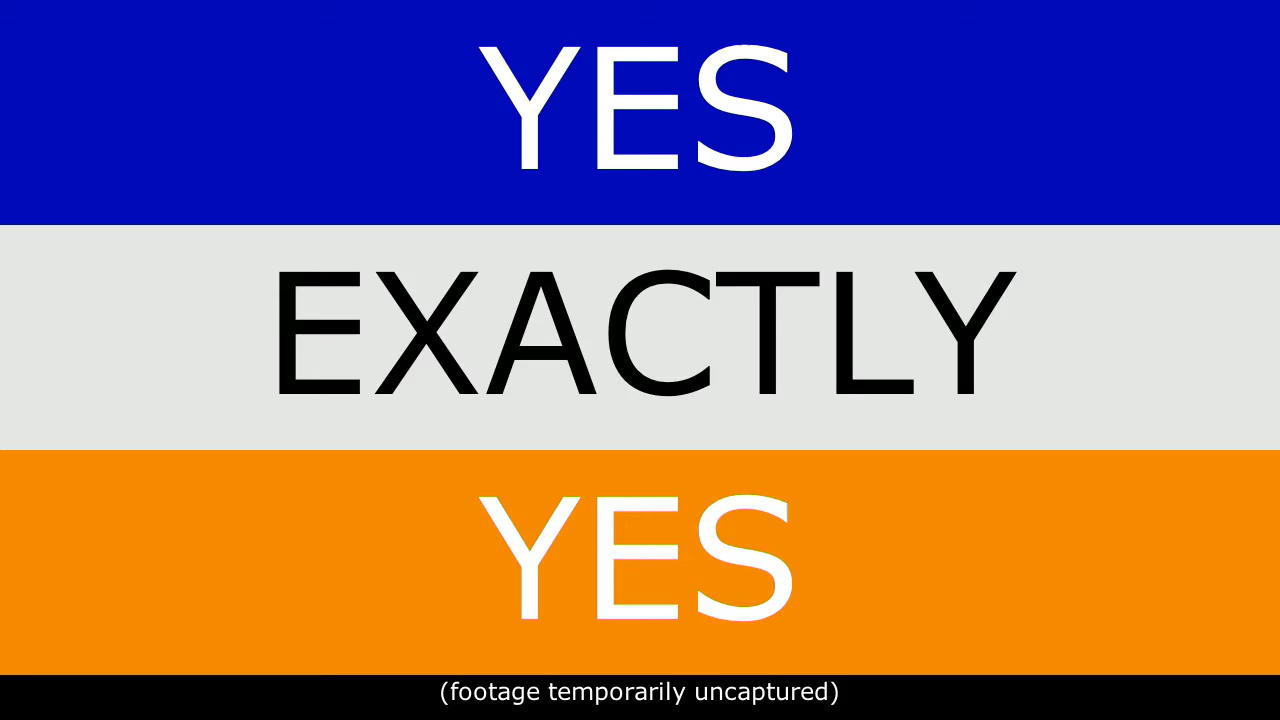 YES
EXACTLY
YES
(footage temporarily uncaptured)